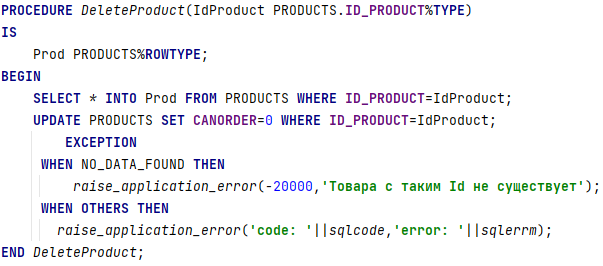 PROCEDURE DeleteProduct(IdProduct PRODUCTS.ID_PRODUCT%TYPE)
IS
    Prod PRODUCTS%ROWTYPE;
BEGIN
    SELECT * INTO Prod FROM PRODUCTS WHERE ID_PRODUCT=IdProduct;
    UPDATE PRODUCTS SET CANORDER=0 WHERE ID_PRODUCT=IdProduct;
        EXCEPTION
     WHEN NO_DATA_FOUND THEN
         raise_application_error(-20000,'Товара с таким Id не существует');
     WHEN OTHERS THEN
       raise_application_error('code: '||sqlcode,'error: '||sqlerrm);
END DeleteProduct;